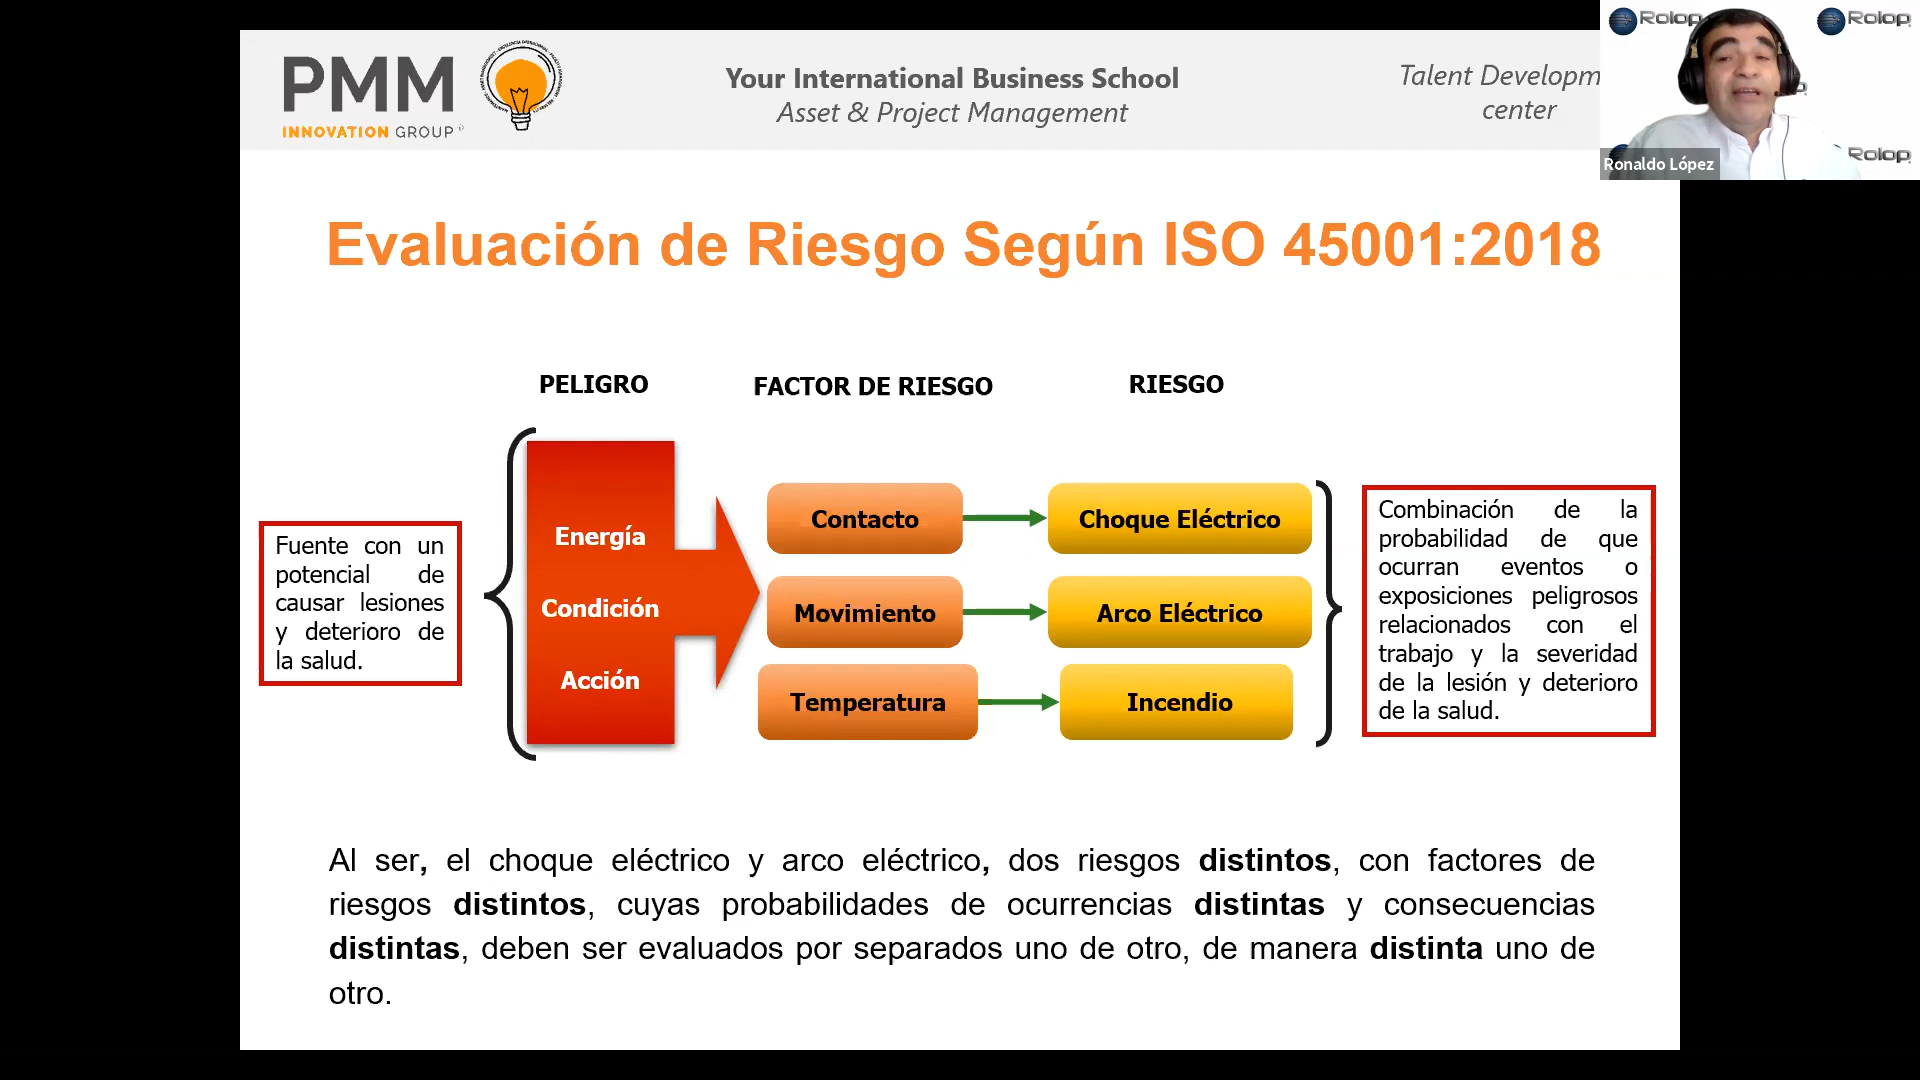 PMM
INNOVATION GROUP
Your International Business School
Asset & Project Management
Talent Developm
center
Rolop
Rolop
Rolop
Ronaldo López
Evaluación de Riesgo Según ISO 45001:2018
PELIGRO
FACTOR DE RIESGO
RIESGO
Fuente con un
potencial de
causar lesiones
y deterioro de
la salud.
Energía
Condición
Acción
Contacto
Choque Eléctrico
Movimiento
Arco Eléctrico
Temperatura
Incendio
Combinación de la
probabilidad de que
ocurran eventos o
exposiciones peligrosos
relacionados con el
trabajo y la severidad
de la lesión y deterioro
de la salud.
Al ser, el choque eléctrico y arco eléctrico, dos riesgos distintos, con factores de
riesgos distintos, cuyas probabilidades de ocurrencias distintas y consecuencias
distintas, deben ser evaluados por separados uno de otro, de manera distinta uno de
otro.